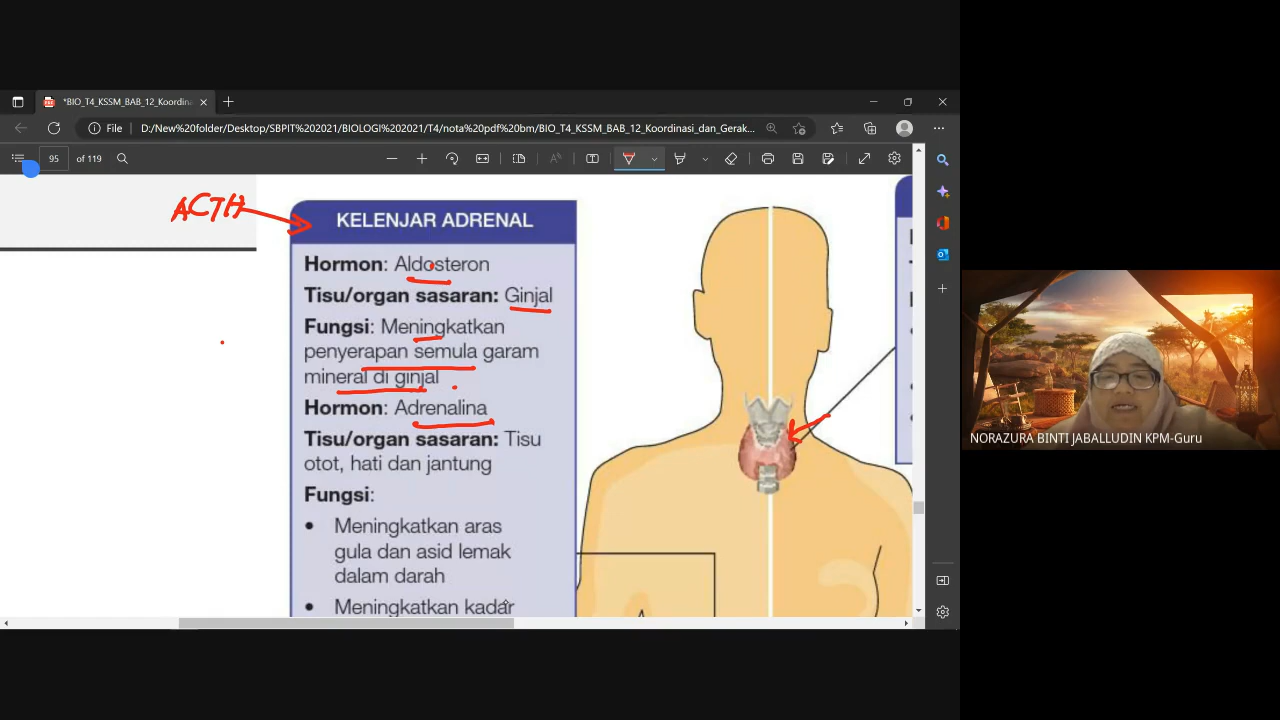 *BIO_T4_KSSM_BAB_12_Koordina
File
D:/New%20folder/Desktop/SBPIT%202021/BIOLOGI%202021/T4/nota%20pdf%20bm/BIO_T4_KSSM_BAB_12_Koordinasi_dan_Gerak...
95 of 119
ACTH
KELENJAR ADRENAL
Hormon: Aldosteron
Tisu/organ sasaran: Ginjal
Fungsi: Meningkatkan
penyerapan semula garam
mineral di ginjal
Hormon: Adrenalina
Tisu/organ sasaran: Tisu
otot, hati dan jantung
Fungsi:
• Meningkatkan aras
gula dan asid lemak
dalam darah
• Meningkatkan kadar
NORAZURA BINTI JABALLUDIN KPM-Guru